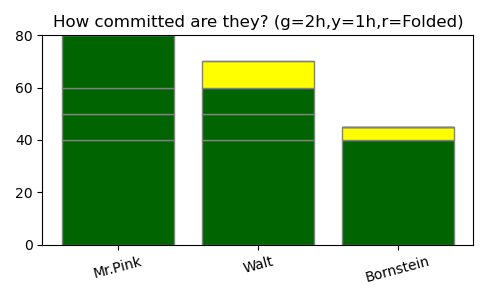 How committed are they? (g=2h,y=1h,r=Folded)
80
60
40
20
0
Mr.Pink
Walt
Bornstein